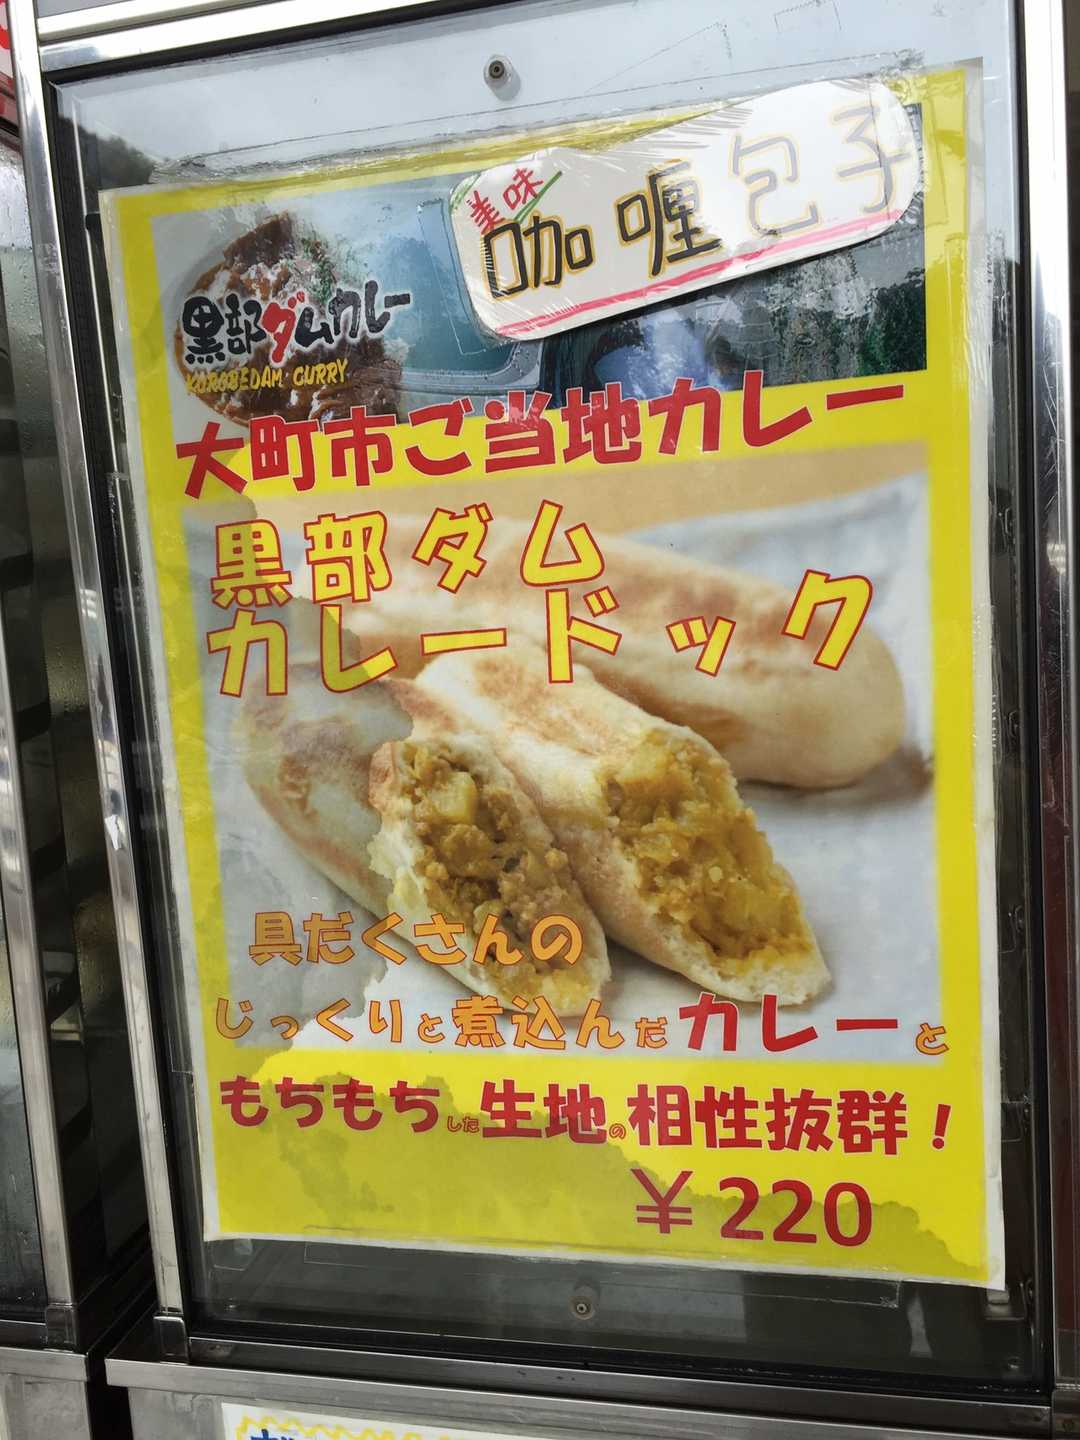 美味
咖喱包子
黒部ダムカレー
KUROBEDAM CURRY
大町市ご当地カレー
黒部ダム
カレードック
具だくさんの
じっくりと煮込んだカレーと
もちもちした生地の相性抜群！
￥220